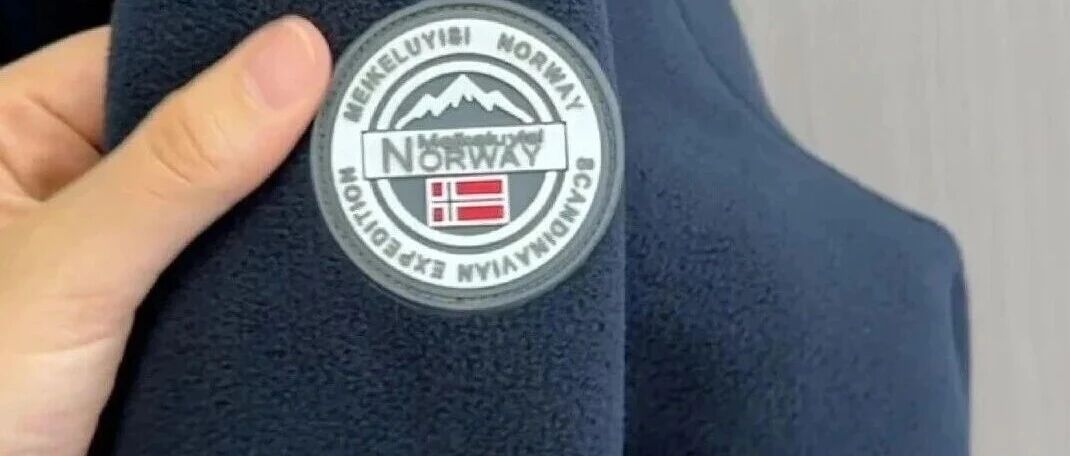 MEIKELUYISI NORWAY
Meikeluyisi
NORWAY
SCANDINAVIAN EXPEDITION